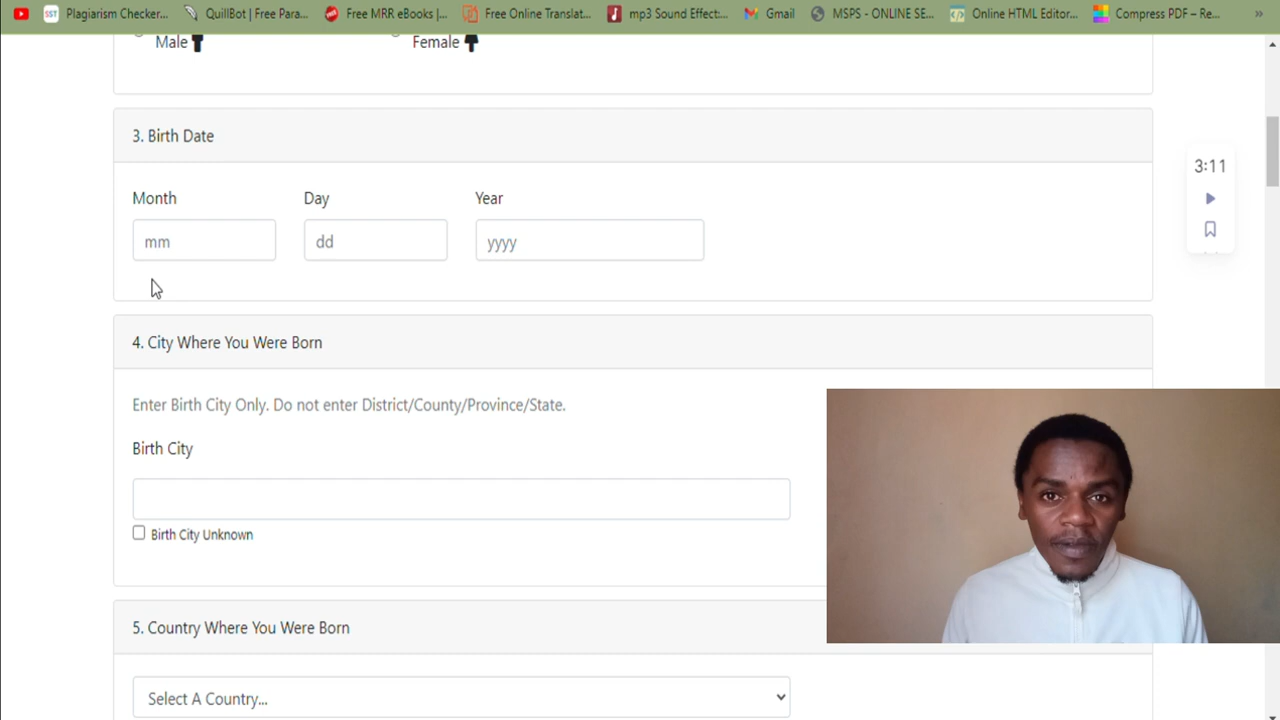 Plagiarism Checker...
QuillBot | Free Para...
Free MRR eBooks |...
Free Online Translat...
mp3 Sound Effect:...
Gmail
MSPS - ONLINE SE...
Online HTML Editor...
Compress PDF – Re...
»
Male
Female
3. Birth Date
3:11
Month
Day
Year
mm
dd
yyyy
4. City Where You Were Born
Enter Birth City Only. Do not enter District/County/Province/State.
Birth City
Birth City Unknown
5. Country Where You Were Born
Select A Country...